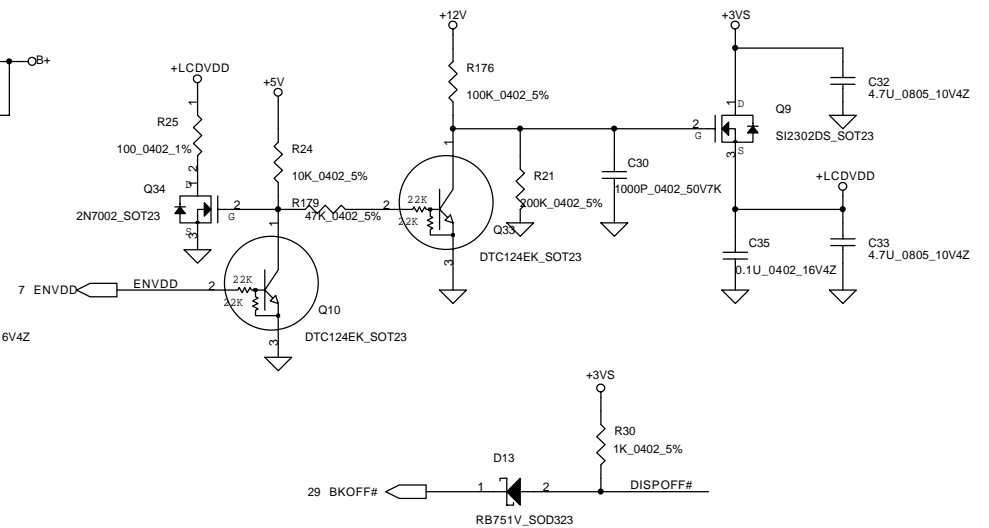 +12V
+3VS
B+
+LCDVDD
+5V
R176
100K_0402_5%
C32
4.7U_0805_10V4Z
1
1
1 D
Q9
R25
2
G
SI2302DS_SOT23
100_0402_1%
R24
3 S
2
10K_0402_5%
C30
R21
1000P_0402_50V7K
+LCDVDD
1
D
Q34
2
G
R179
2
22K
200K_0402_5%
2N7002_SOT23
47K_0402_5%
22K
S
3
1
Q33
C35
C33
3
DTC124EK_SOT23
4.7U_0805_10V4Z
0.1U_0402_16V4Z
7 ENVDD
ENVDD
2
22K
22K
Q10
6V4Z
3
DTC124EK_SOT23
+3VS
R30
1K_0402_5%
D13
29 BKOFF#
1
2
DISPOFF#
RB751V_SOD323